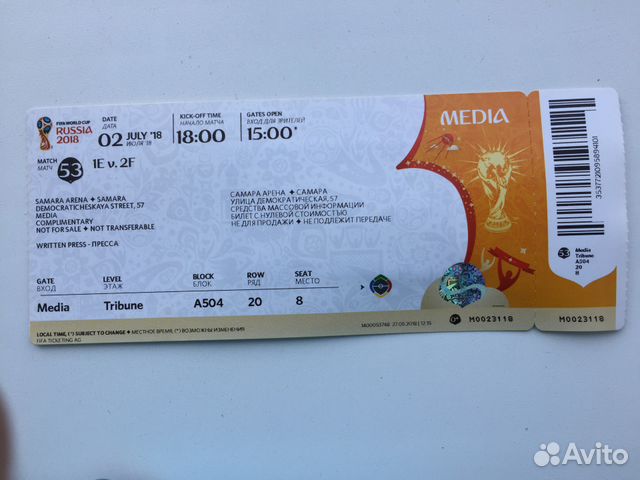 FIFA WORLD CUP
RUSSIA
2018
DATE
ДАТА
02 JULY '18
ИЮЛЯ '18
KICK-OFF TIME
НАЧАЛО МАТЧА
18:00
GATES OPEN
ВХОД ДЛЯ ЗРИТЕЛЕЙ
15:00*
MEDIA
MATCH
МАТЧ
53
1E v. 2F
SAMARA ARENA ✦ SAMARA
DEMOCRATICHESKAYA STREET, 57
MEDIA
COMPLIMENTARY
NOT FOR SALE ✦ NOT TRANSFERABLE
WRITTEN PRESS - ПРЕССА
САМАРА АРЕНА ✦ САМАРА
УЛИЦА ДЕМОКРАТИЧЕСКАЯ, 57
СРЕДСТВА МАССОВОЙ ИНФОРМАЦИИ
БИЛЕТ С НУЛЕВОЙ СТОИМОСТЬЮ
НЕ ДЛЯ ПРОДАЖИ ✦ НЕ ПОДЛЕЖИТ ПЕРЕДАЧЕ
GATE
ВХОД
LEVEL
ЭТАЖ
BLOCK
БЛОК
ROW
РЯД
SEAT
МЕСТО
Media Tribune A504 20 8
LOCAL TIME, (*) SUBJECT TO CHANGE ✦ МЕСТНОЕ ВРЕМЯ, (*) ВОЗМОЖНЫ ИЗМЕНЕНИЯ
FIFA TICKETING AG
M0023118
53
Media
Tribune
A504
20
8
M0023118
Avito